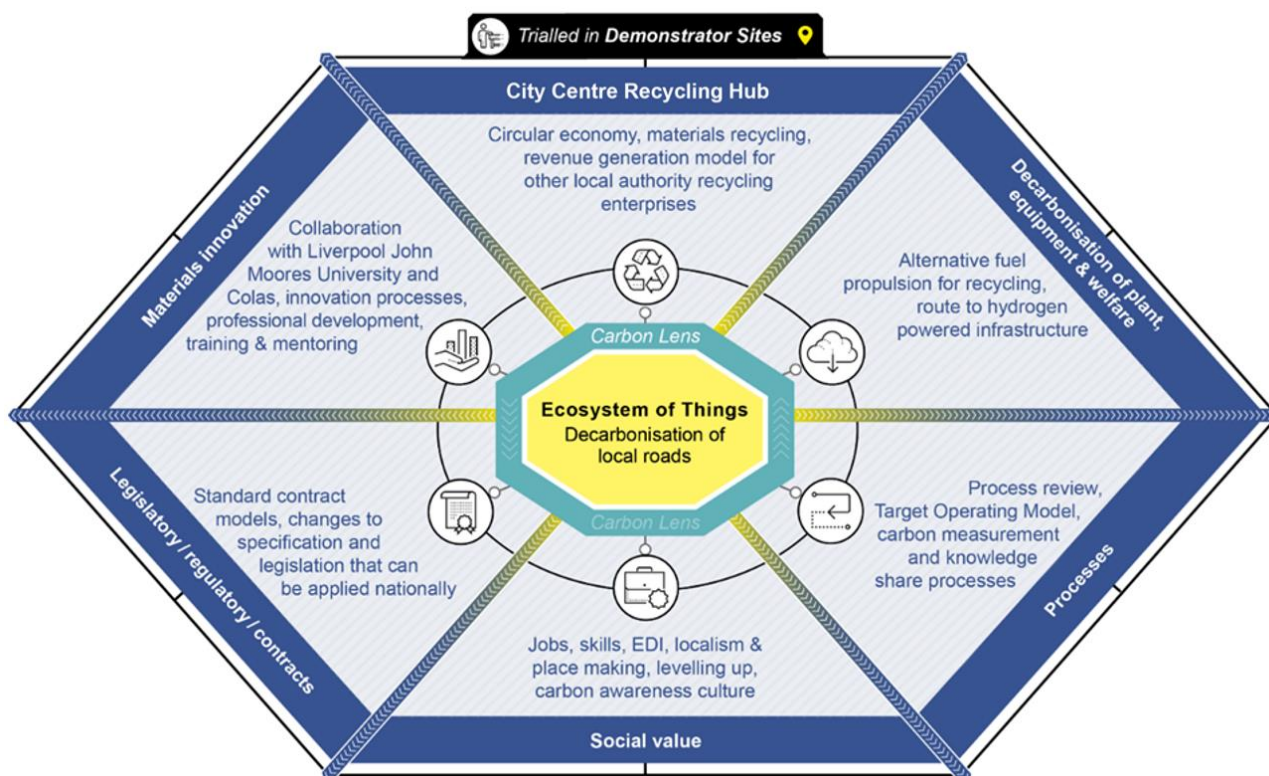 Trialled in Demonstrator Sites
City Centre Recycling Hub
Circular economy, materials recycling,
revenue generation model for
other local authority recycling
enterprises
Materials innovation
Collaboration
with Liverpool John
Moores University and
Colas, innovation processes,
professional development,
training & mentoring
Decarbonisation of plant,
equipment & welfare
Alternative fuel
propulsion for recycling,
route to hydrogen
powered infrastructure
Carbon Lens
Ecosystem of Things
Decarbonisation of
local roads
Carbon Lens
Legislatory / regulatory / contracts
Standard contract
models, changes to
specification and
legislation that can
be applied nationally
Process review,
Target Operating Model,
carbon measurement
and knowledge
share processes
Processes
Jobs, skills, EDI, localism &
place making, levelling up,
carbon awareness culture
Social value